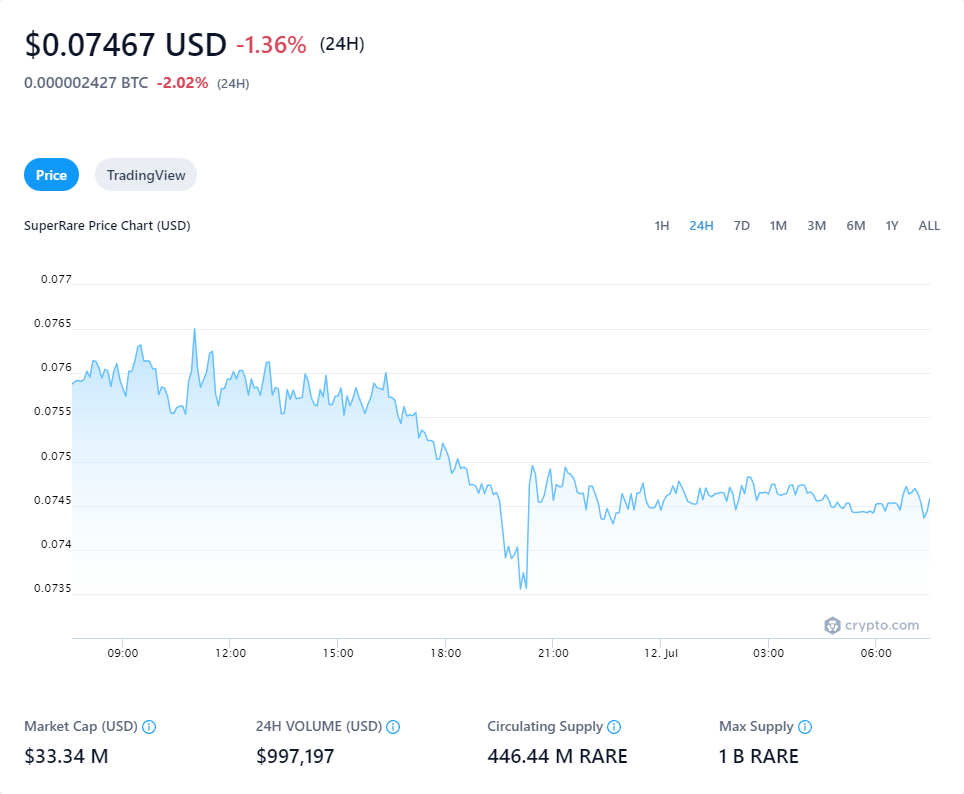 $0.07467 USD -1.36% (24H)
0.000002427 BTC -2.02% (24H)
Price TradingView
SuperRare Price Chart (USD) 1H 24H 7D 1M 3M 6M 1Y ALL
0.077
0.0765
0.076
0.0755
0.075
0.0745
0.074
0.0735
crypto.com
09:00 12:00 15:00 18:00 21:00 12. Jul 03:00 06:00
Market Cap (USD) 24H VOLUME (USD) Circulating Supply Max Supply
$33.34 M $997,197 446.44 M RARE 1 B RARE